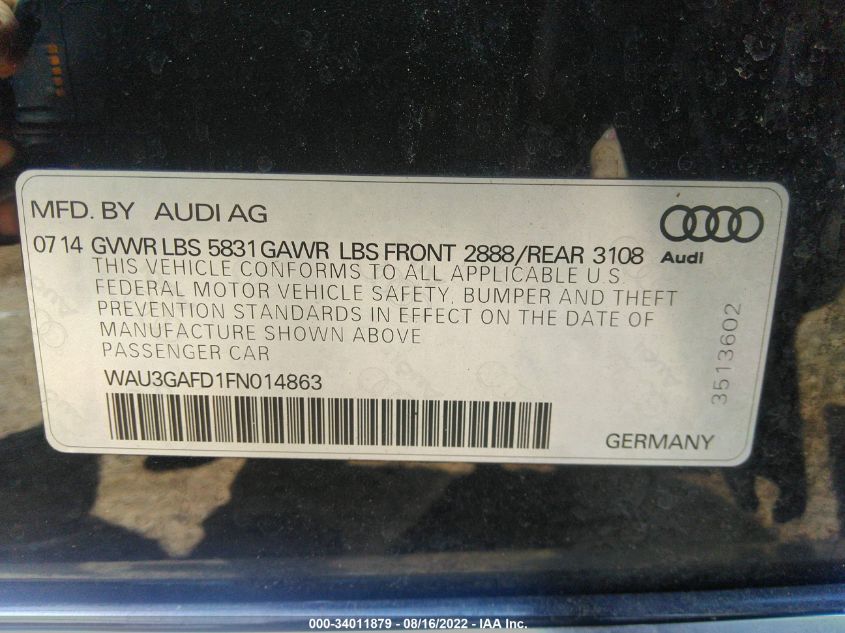 MFD. BY AUDI AG
0714 GVWR LBS 5831 GAWR LBS FRONT 2888/REAR 3108
Audi
THIS VEHICLE CONFORMS TO ALL APPLICABLE U.S.
FEDERAL MOTOR VEHICLE SAFETY, BUMPER AND THEFT
PREVENTION STANDARDS IN EFFECT ON THE DATE OF
MANUFACTURE SHOWN ABOVE
PASSENGER CAR
WAU3GAFD1FN014863
GERMANY
3513602
000-34011879 - 08/16/2022 - IAA Inc.